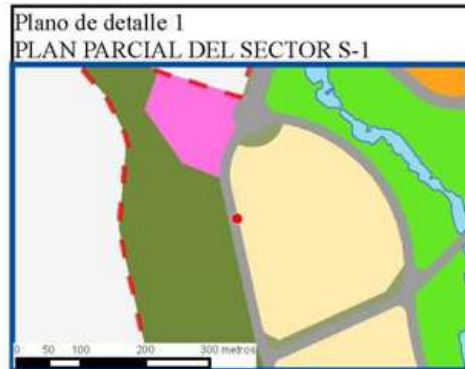 Plano de detalle 1
PLAN PARCIAL DEL SECTOR S-1
0 50 100 200 300 metros